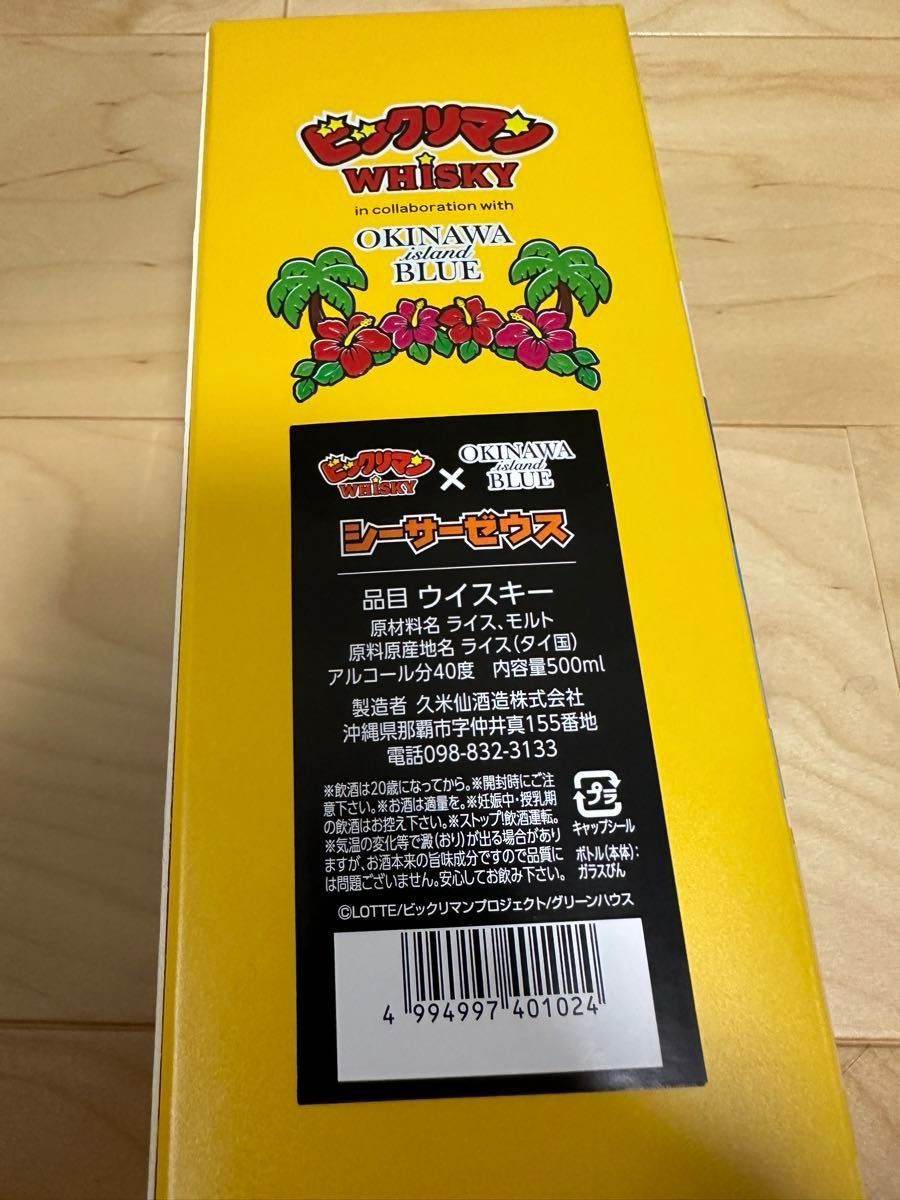 ビックリマン
WHiSKY
in collaboration with
OKINAWA
island
BLUE
ビックリマン
WHiSKY
×
OKINAWA
island
BLUE
シーサーゼウス
品目 ウイスキー
原材料名 ライス、モルト
原料原産地名 ライス(タイ国)
アルコール分40度 内容量500ml
製造者 久米仙酒造株式会社
沖縄県那覇市字仲井真155番地
電話098-832-3133
※飲酒は20歳になってから。※開封時にご注
意下さい。※お酒は適量を。※妊娠中・授乳期
の飲酒はお控え下さい。※ストップ!飲酒運転。
※気温の変化等で澱(おり)が出る場合があり
ますが、お酒本来の旨味成分ですので品質に
は問題ございません。安心してお飲み下さい。
プラ
キャップシール
ボトル(本体):
ガラスびん
©LOTTE/ビックリマンプロジェクト/グリーンハウス
4 994997 401024